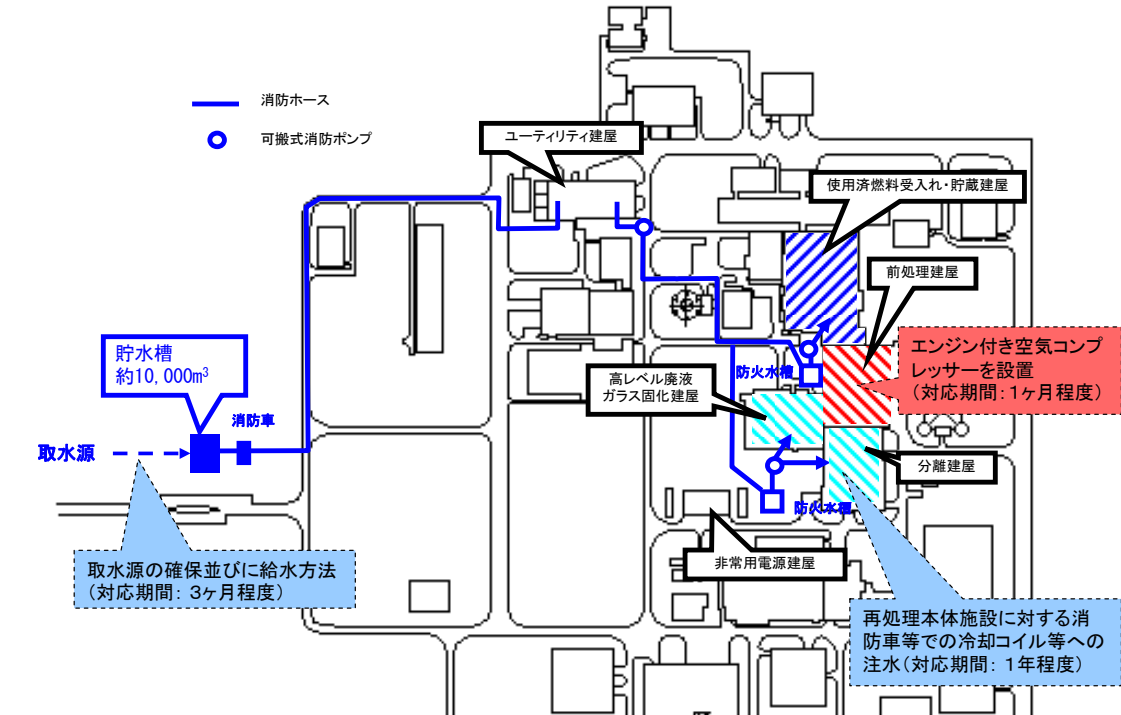 消防ホース
可搬式消防ポンプ
ユーティリティ建屋
使用済燃料受入れ・貯蔵建屋
前処理建屋
エンジン付き空気コンプ
レッサーを設置
(対応期間:1ヶ月程度)
貯水槽
約10,000m³
防火水槽
高レベル廃液
ガラス固化建屋
消防車
取水源
分離建屋
防火水槽
非常用電源建屋
取水源の確保並びに給水方法
(対応期間:3ヶ月程度)
再処理本体施設に対する消
防車等での冷却コイル等への
注水(対応期間:1年程度)